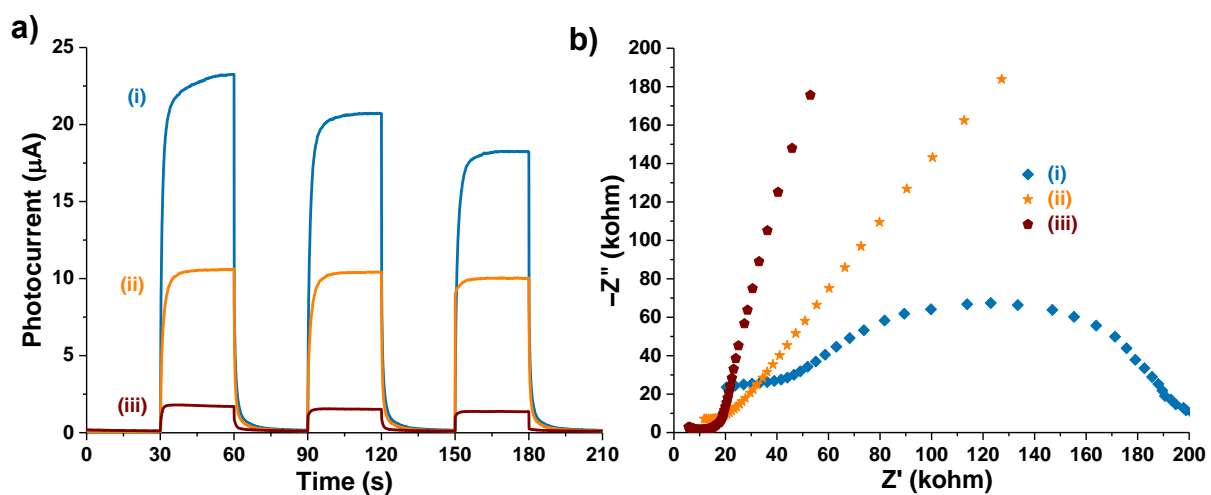 a)
Photocurrent (µA)
25
20
15
10
5
0
(i)
(ii)
(iii)
0 30 60 90 120 150 180 210
Time (s)
b)
–Z'' (kohm)
200
180
160
140
120
100
80
60
40
20
0
(i)
(ii)
(iii)
0 20 40 60 80 100 120 140 160 180 200
Z' (kohm)